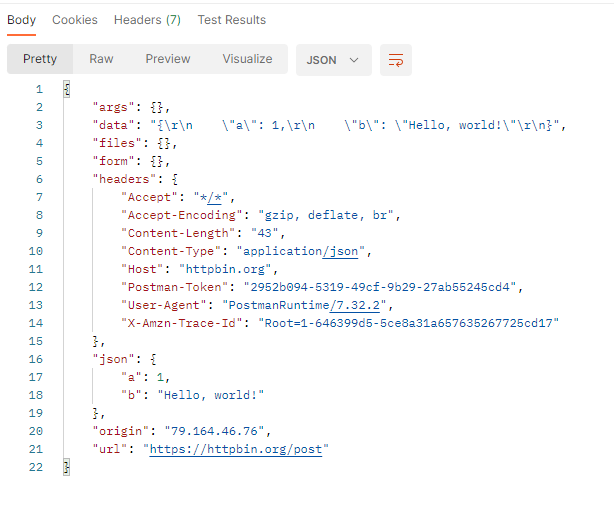 Body Cookies Headers (7) Test Results
Pretty Raw Preview Visualize JSON
1 {
2 "args": {},
3 "data": "{\r\n    \"a\": 1,\r\n    \"b\": \"Hello, world!\"\r\n}",
4 "files": {},
5 "form": {},
6 "headers": {
7 "Accept": "*/*",
8 "Accept-Encoding": "gzip, deflate, br",
9 "Content-Length": "43",
10 "Content-Type": "application/json",
11 "Host": "httpbin.org",
12 "Postman-Token": "2952b094-5319-49cf-9b29-27ab55245cd4",
13 "User-Agent": "PostmanRuntime/7.32.2",
14 "X-Amzn-Trace-Id": "Root=1-646399d5-5ce8a31a657635267725cd17"
15 },
16 "json": {
17 "a": 1,
18 "b": "Hello, world!"
19 },
20 "origin": "79.164.46.76",
21 "url": "https://httpbin.org/post"
22 }